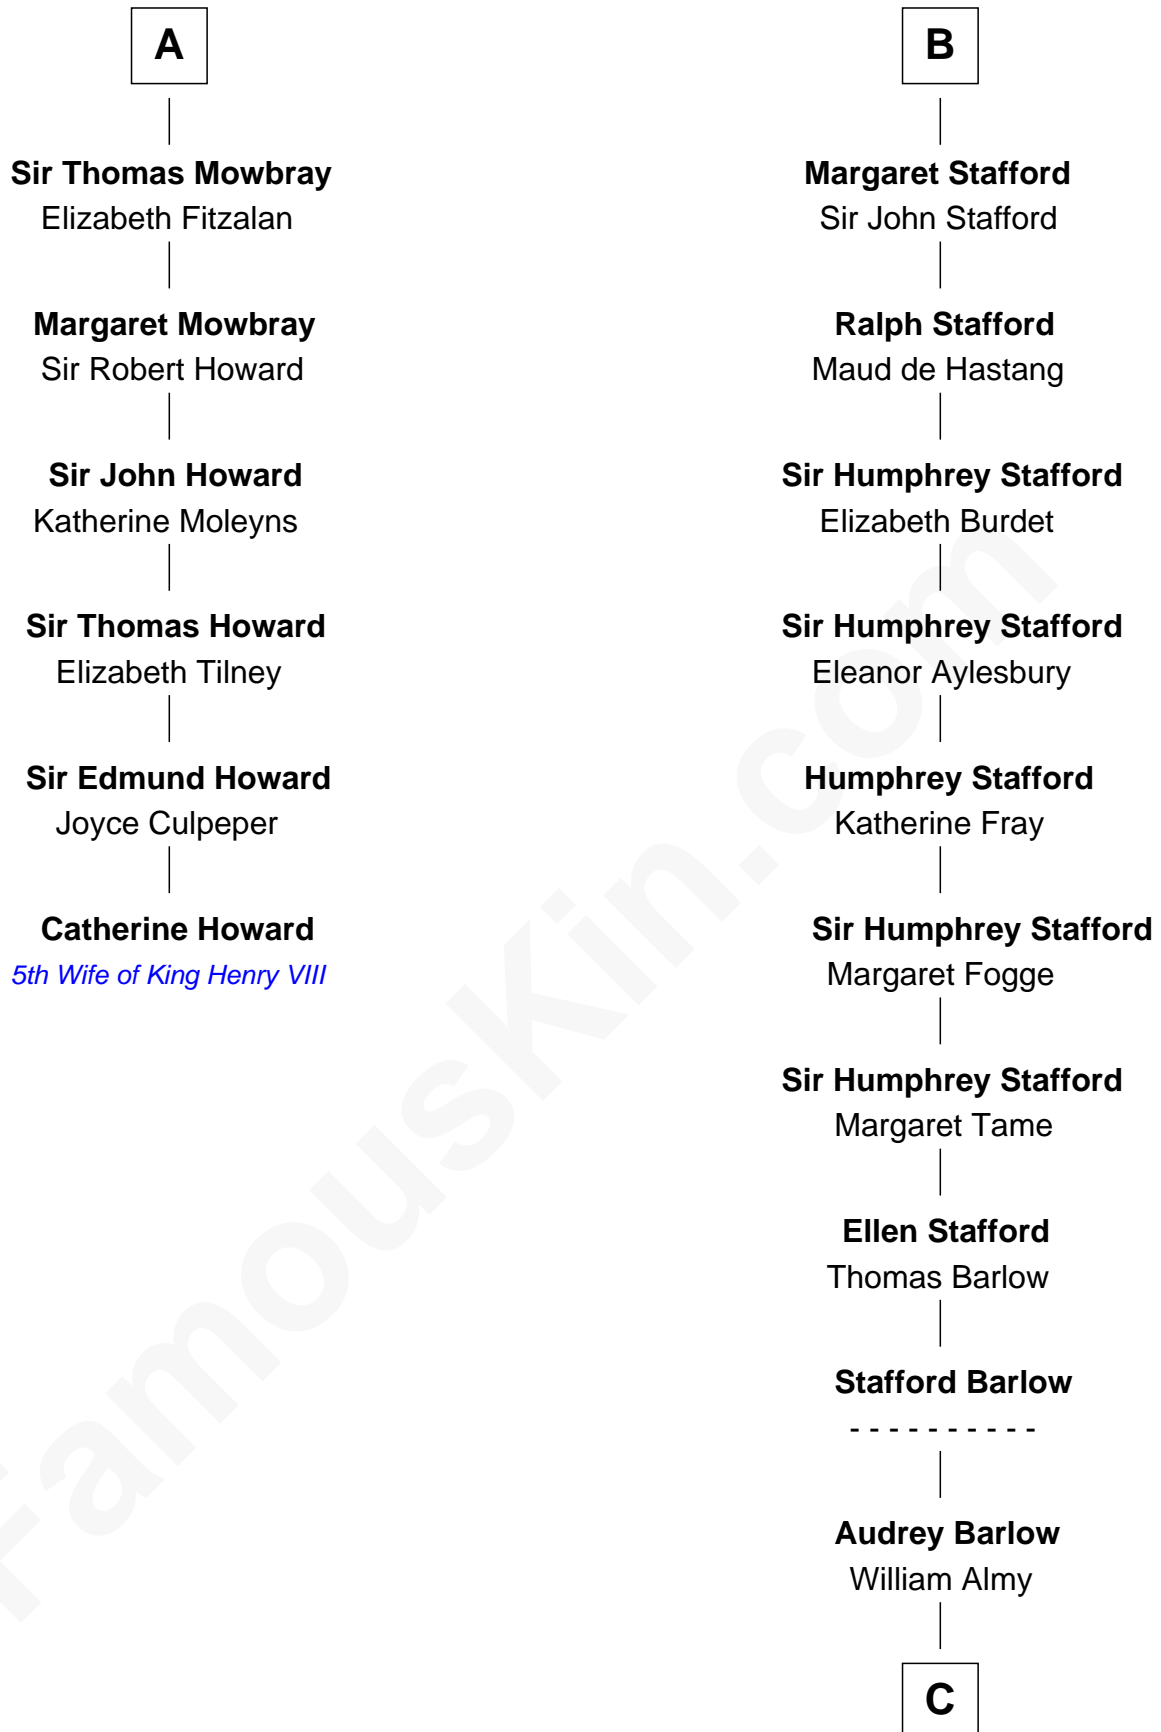 A
Sir Thomas Mowbray
Elizabeth Fitzalan
Margaret Mowbray
Sir Robert Howard
Sir John Howard
Katherine Moleyns
Sir Thomas Howard
Elizabeth Tilney
Sir Edmund Howard
Joyce Culpeper
Catherine Howard
5th Wife of King Henry VIII
B
Margaret Stafford
Sir John Stafford
Ralph Stafford
Maud de Hastang
Sir Humphrey Stafford
Elizabeth Burdet
Sir Humphrey Stafford
Eleanor Aylesbury
Humphrey Stafford
Katherine Fray
Sir Humphrey Stafford
Margaret Fogge
Sir Humphrey Stafford
Margaret Tame
Ellen Stafford
Thomas Barlow
Stafford Barlow
- - - - - - - - - -
Audrey Barlow
William Almy
C
FamousKin.com